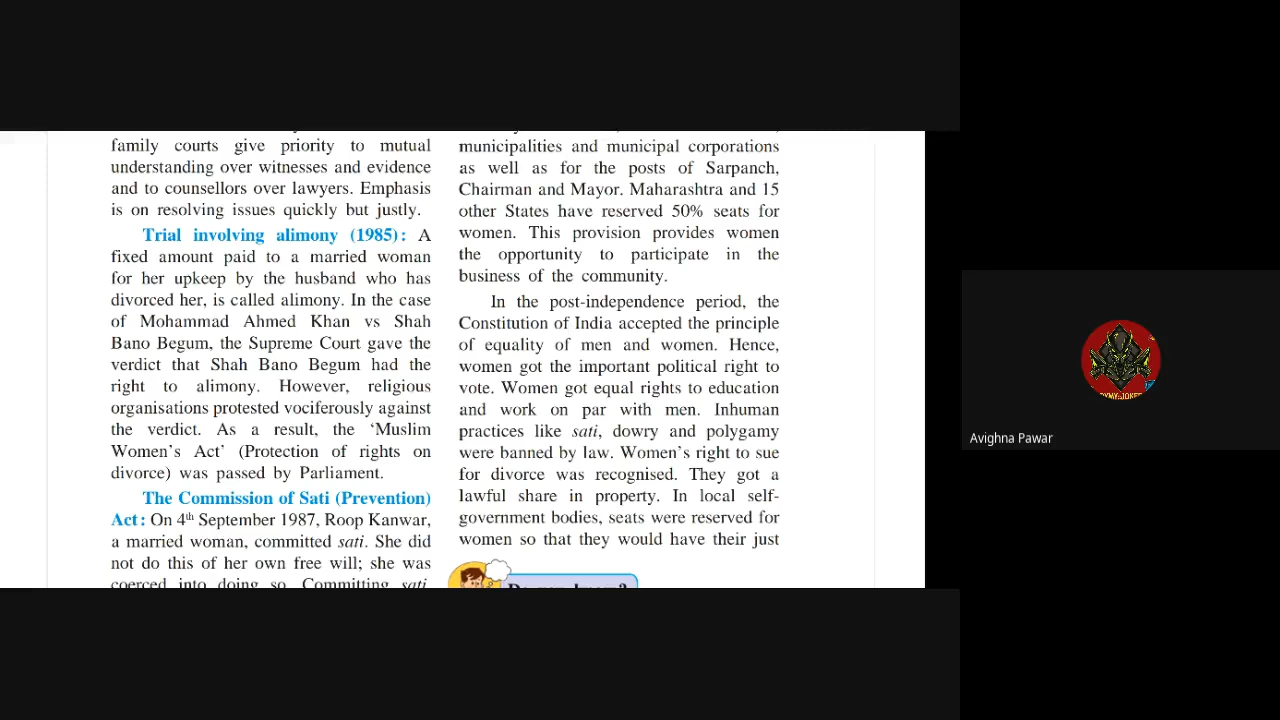 family courts give priority to mutual
understanding over witnesses and evidence
and to counsellors over lawyers. Emphasis
is on resolving issues quickly but justly.
Trial involving alimony (1985): A
fixed amount paid to a married woman
for her upkeep by the husband who has
divorced her, is called alimony. In the case
of Mohammad Ahmed Khan vs Shah
Bano Begum, the Supreme Court gave the
verdict that Shah Bano Begum had the
right to alimony. However, religious
organisations protested vociferously against
the verdict. As a result, the ‘Muslim
Women’s Act’ (Protection of rights on
divorce) was passed by Parliament.
The Commission of Sati (Prevention)
Act: On 4th September 1987, Roop Kanwar,
a married woman, committed sati. She did
not do this of her own free will; she was
coerced into doing so. Committing sati,
municipalities and municipal corporations
as well as for the posts of Sarpanch,
Chairman and Mayor. Maharashtra and 15
other States have reserved 50% seats for
women. This provision provides women
the opportunity to participate in the
business of the community.
In the post-independence period, the
Constitution of India accepted the principle
of equality of men and women. Hence,
women got the important political right to
vote. Women got equal rights to education
and work on par with men. Inhuman
practices like sati, dowry and polygamy
were banned by law. Women’s right to sue
for divorce was recognised. They got a
lawful share in property. In local self-
government bodies, seats were reserved for
women so that they would have their just
Avighna Pawar